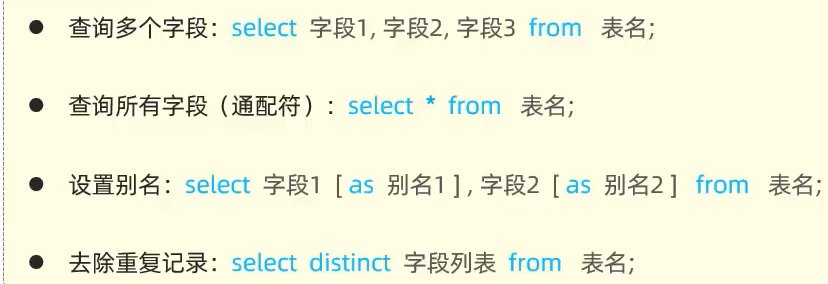 ● 查询多个字段：select 字段1, 字段2, 字段3 from 表名;
● 查询所有字段（通配符）：select * from 表名;
● 设置别名：select 字段1 [ as 别名1 ] , 字段2 [ as 别名2 ] from 表名;
● 去除重复记录：select distinct 字段列表 from 表名;